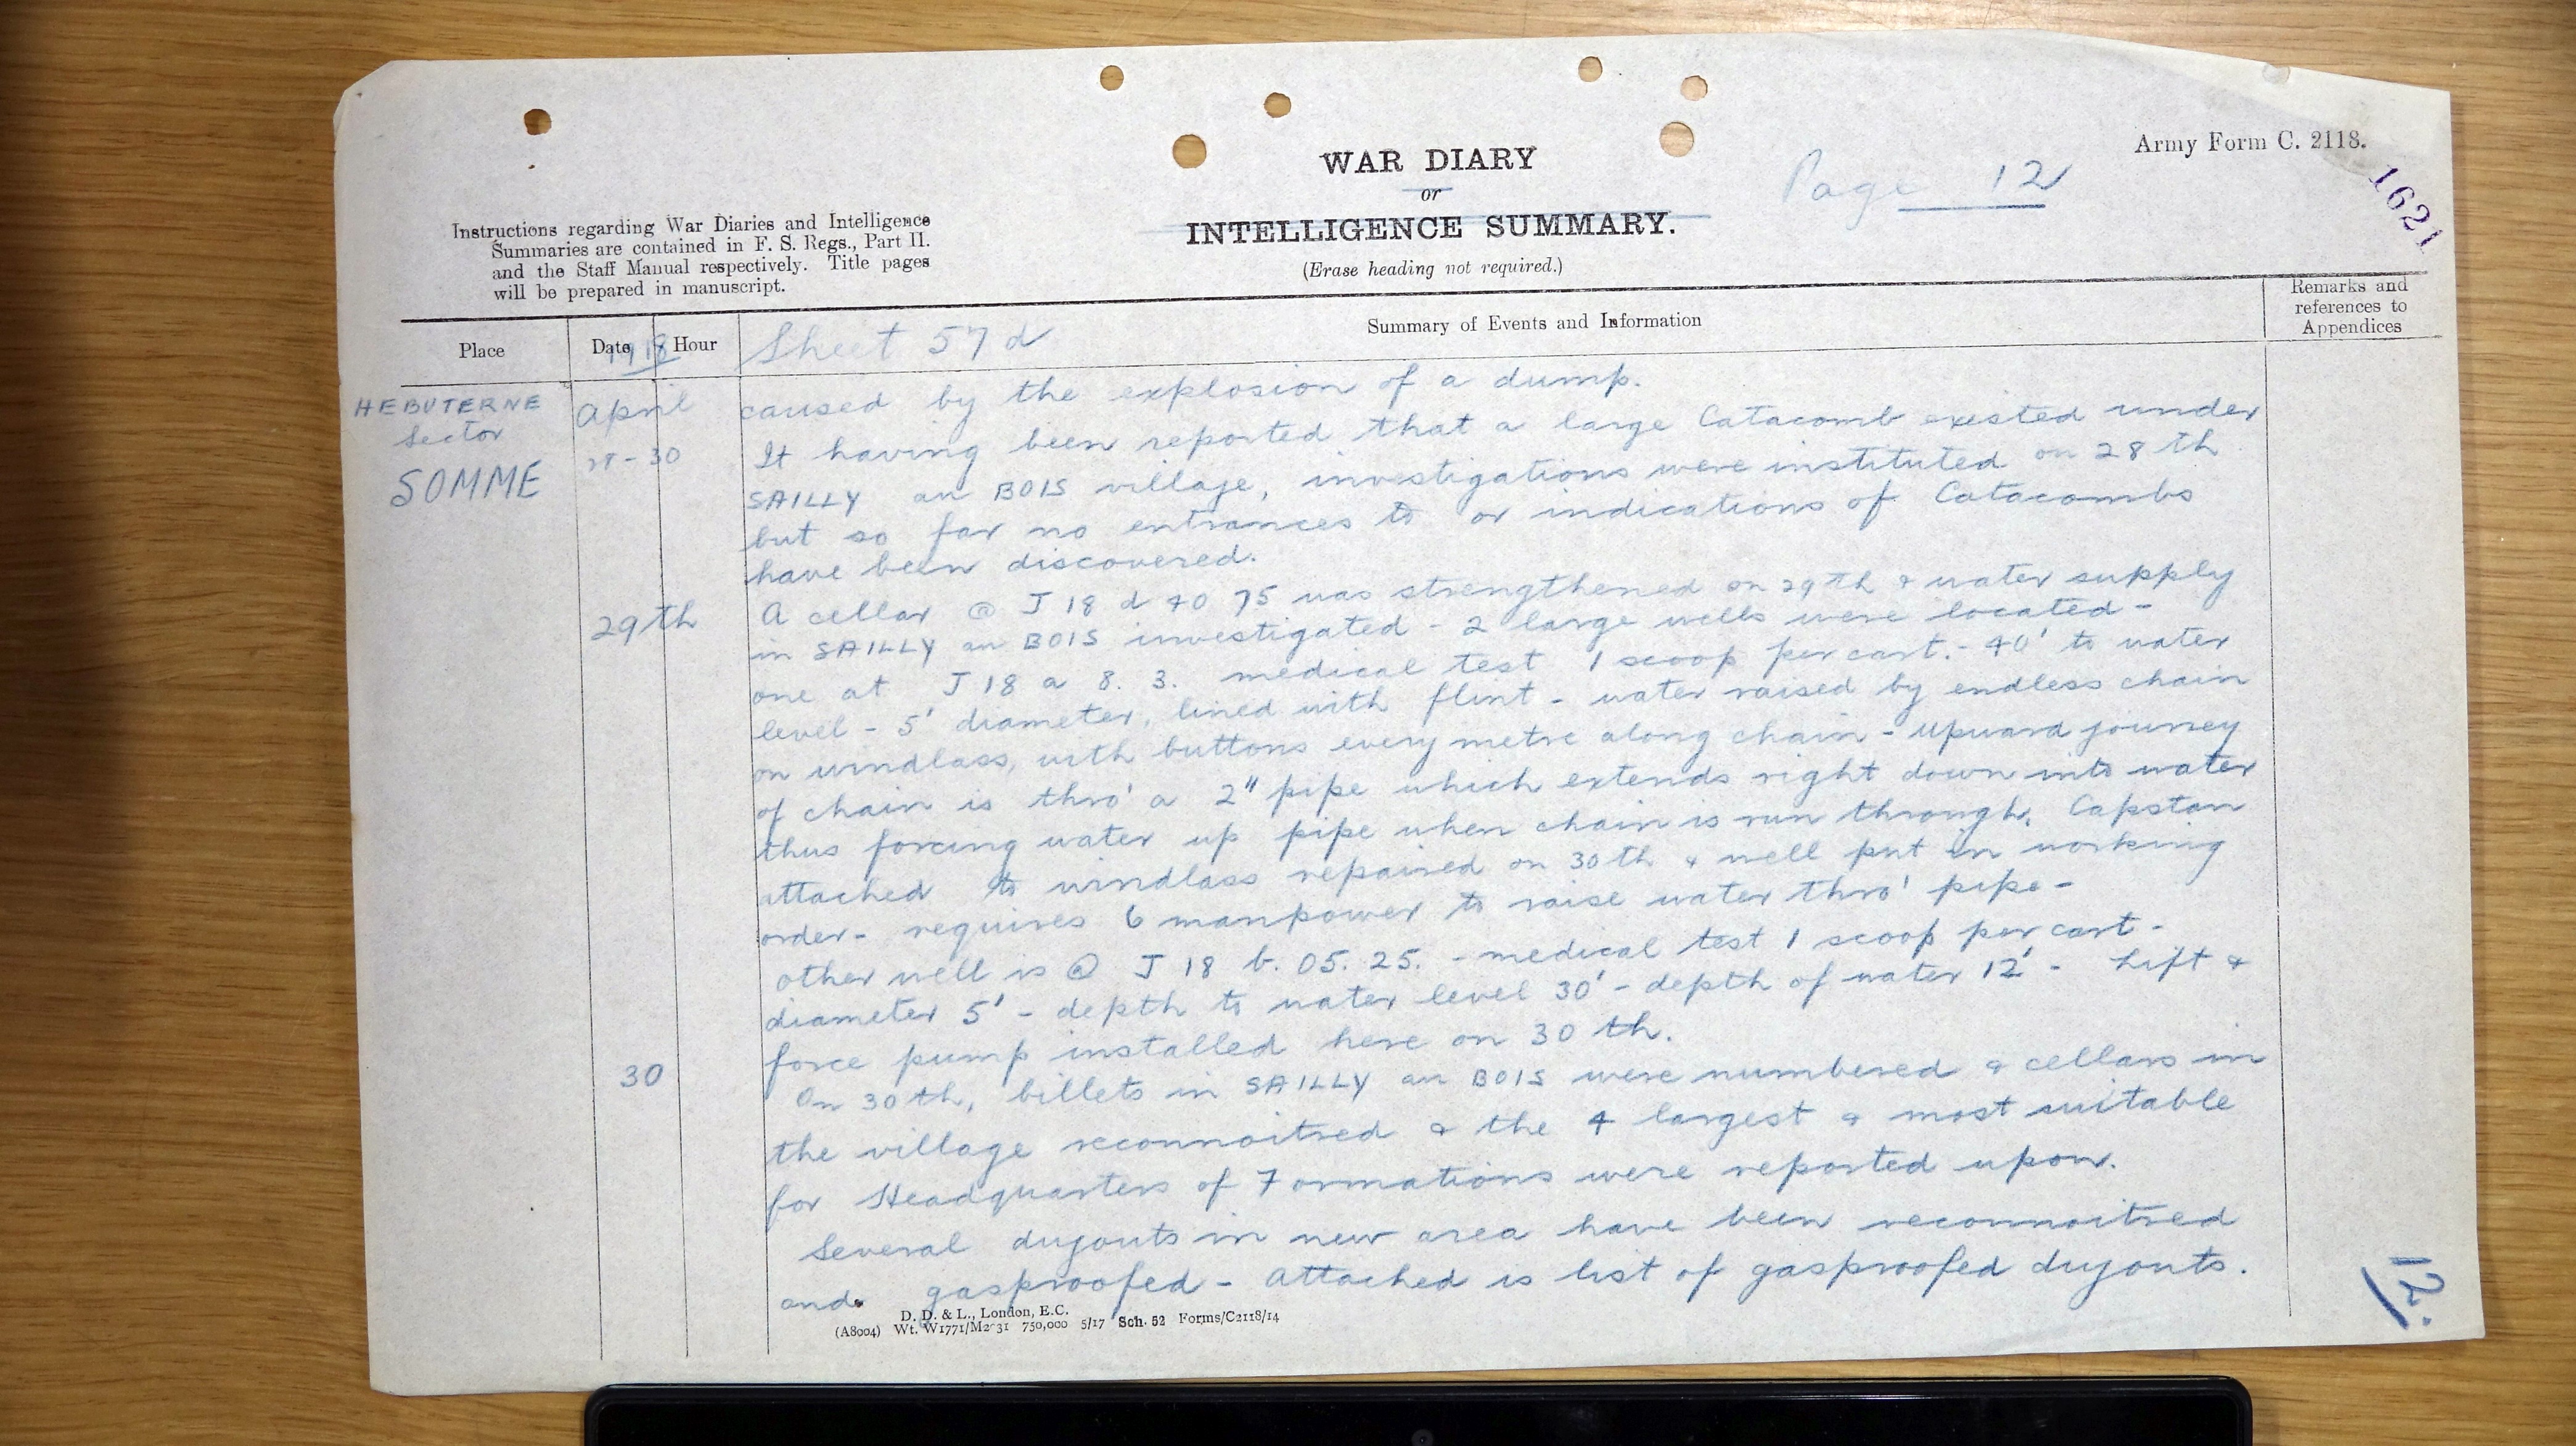 Army Form C. 2118.
1621
WAR DIARY
or
INTELLIGENCE SUMMARY.
(Erase heading not required.)
Page 12
Instructions regarding War Diaries and Intelligence
Summaries are contained in F. S. Regs., Part II.
and the Staff Manual respectively. Title pages
will be prepared in manuscript.
Place
Date
1918
Hour
Summary of Events and Information
Remarks and
references to
Appendices
Sheet 57 d
HEBUTERNE
Sector
SOMME
April
28-30
caused by the explosion of a dump.
It having been reported that a large Catacomb existed under
SAILLY au BOIS village, investigations were instituted on 28th
but so far no entrances to or indications of Catacombs
have been discovered.
29th
A cellar @ J 18 d 40 75 was strengthened on 29th & water supply
in SAILLY au BOIS investigated - 2 large wells were located -
one at J 18 a 8. 3. medical test 1 scoop per cart. - 40' to water
level - 5' diameter, lined with flint - water raised by endless chain
on windlass, with buttons every metre along chain - upward journey
of chain is thro' a 2" pipe which extends right down into water
thus forcing water up pipe when chain is run through. Capstan
attached to windlass repaired on 30th & well put in working
order - requires 6 manpower to raise water thro' pipe -
other well is @ J 18 b. 05. 25. - medical test 1 scoop per cart -
diameter 5' - depth to water level 30' - depth of water 12' - Lift &
force pump installed here on 30th.
30
On 30th, billets in SAILLY au BOIS were numbered & cellars in
the village reconnoitred & the 4 largest & most suitable
for Headquarters of Formations were reported upon.
Several dugouts in new area have been reconnoitred
and gasproofed - Attached is list of gasproofed dugouts.
12.
D. D. & L., London, E.C.
(A8004) Wt. W1771/M2 31 750,000 5/17 Sch. 52 Forms/C2118/14